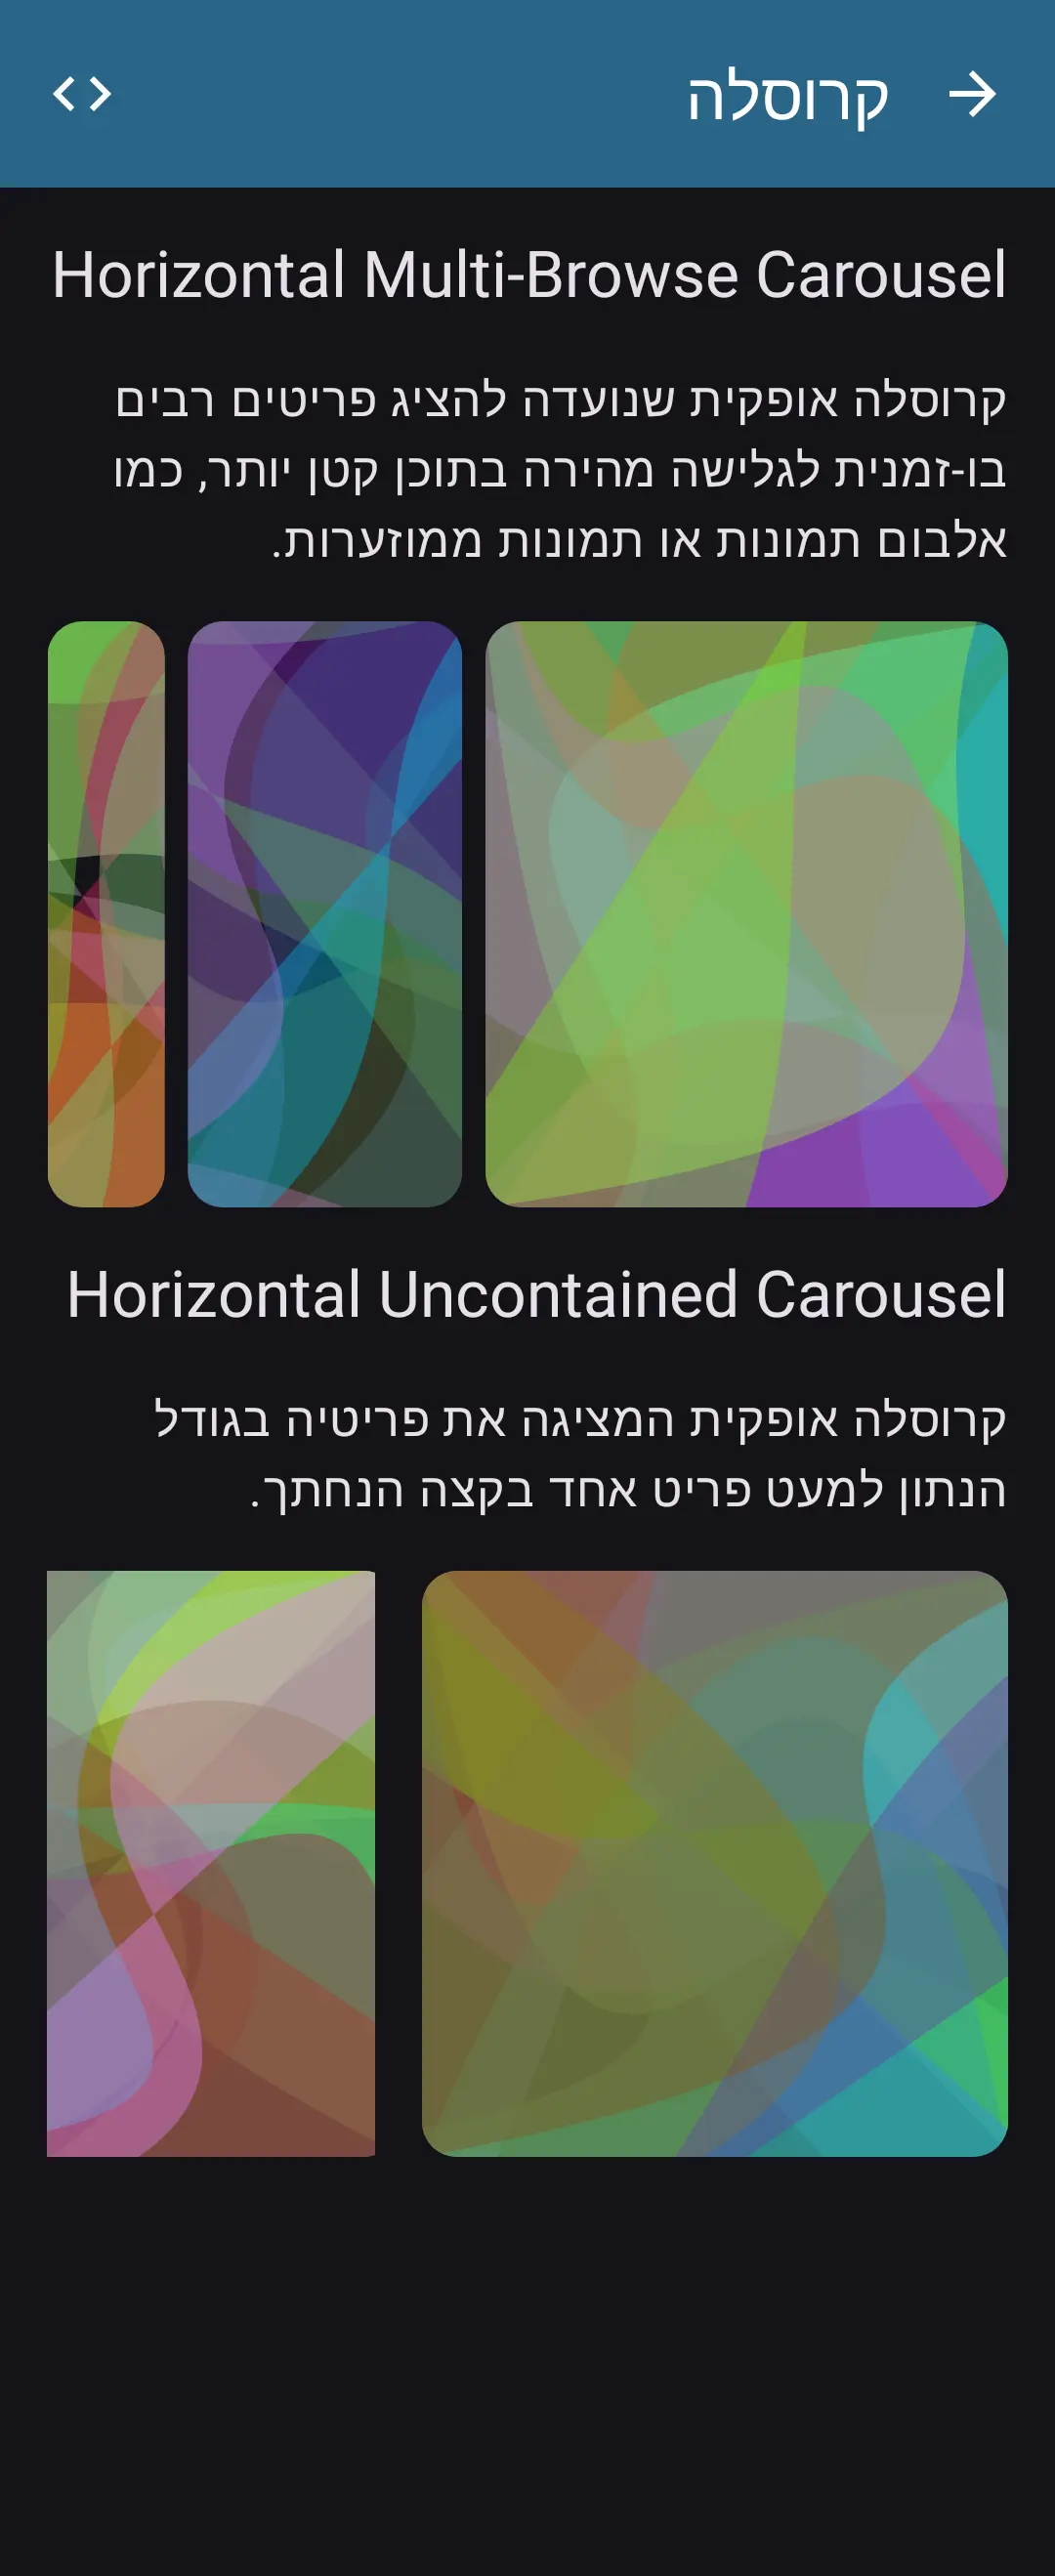 קרוסלה
Horizontal Multi-Browse Carousel
קרוסלה אופקית שנועדה להציג פריטים רבים
בו-זמנית לגלישה מהירה בתוכן קטן יותר, כמו
אלבום תמונות או תמונות ממוזערות.
Horizontal Uncontained Carousel
קרוסלה אופקית המציגה את פריטיה בגודל
הנתון למעט פריט אחד בקצה הנחתך.